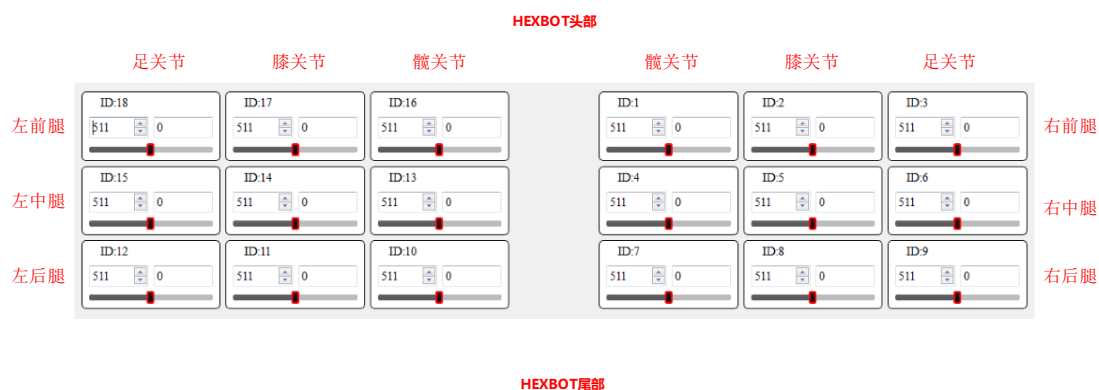 HEXBOT头部
足关节 膝关节 髋关节 髋关节 膝关节 足关节
ID:18 ID:17 ID:16 ID:1 ID:2 ID:3
左前腿 511 0 511 0 511 0 511 0 511 0 511 0 右前腿
ID:15 ID:14 ID:13 ID:4 ID:5 ID:6
左中腿 511 0 511 0 511 0 511 0 511 0 511 0 右中腿
ID:12 ID:11 ID:10 ID:7 ID:8 ID:9
左后腿 511 0 511 0 511 0 511 0 511 0 511 0 右后腿
HEXBOT尾部